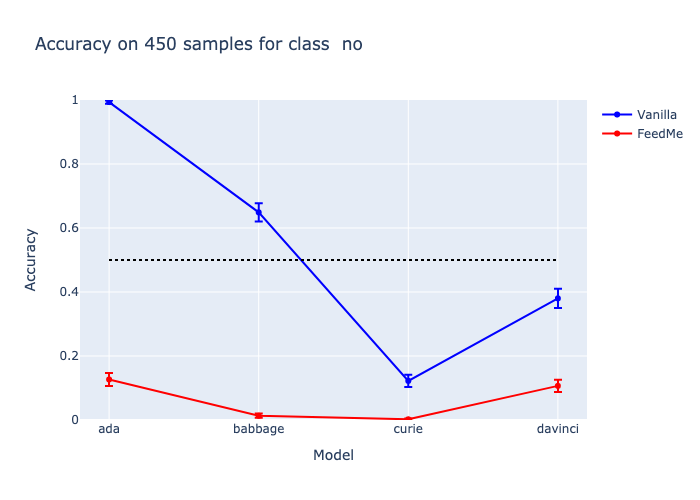 Accuracy on 450 samples for class  no
Vanilla
FeedMe
Accuracy
1
0.8
0.6
0.4
0.2
0
ada
babbage
curie
davinci
Model